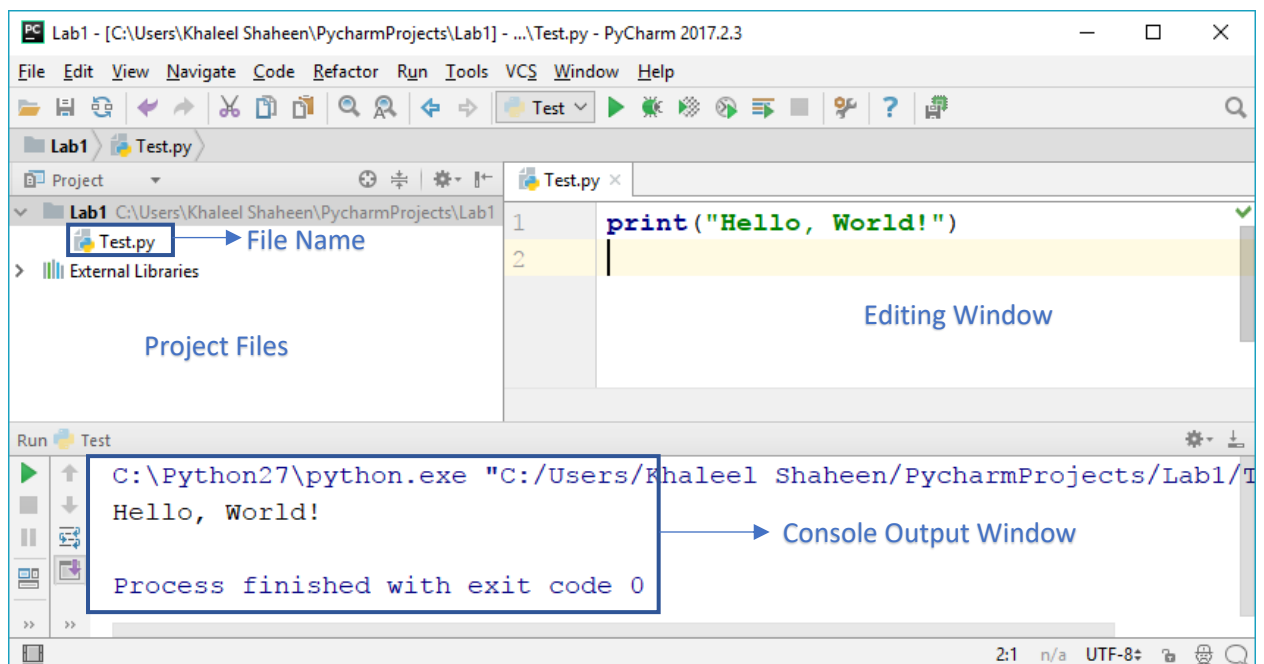 PC Lab1 - [C:\Users\Khaleel Shaheen\PycharmProjects\Lab1] - ...\Test.py - PyCharm 2017.2.3
File Edit View Navigate Code Refactor Run Tools VCS Window Help
Test
Lab1 Test.py
Project
Test.py
Lab1 C:\Users\Khaleel Shaheen\PycharmProjects\Lab1
Test.py
File Name
External Libraries
Project Files
1 print("Hello, World!")
2
Editing Window
Run Test
C:\Python27\python.exe "C:/Users/Khaleel Shaheen/PycharmProjects/Lab1/T
Hello, World!
Console Output Window
Process finished with exit code 0
2:1 n/a UTF-8